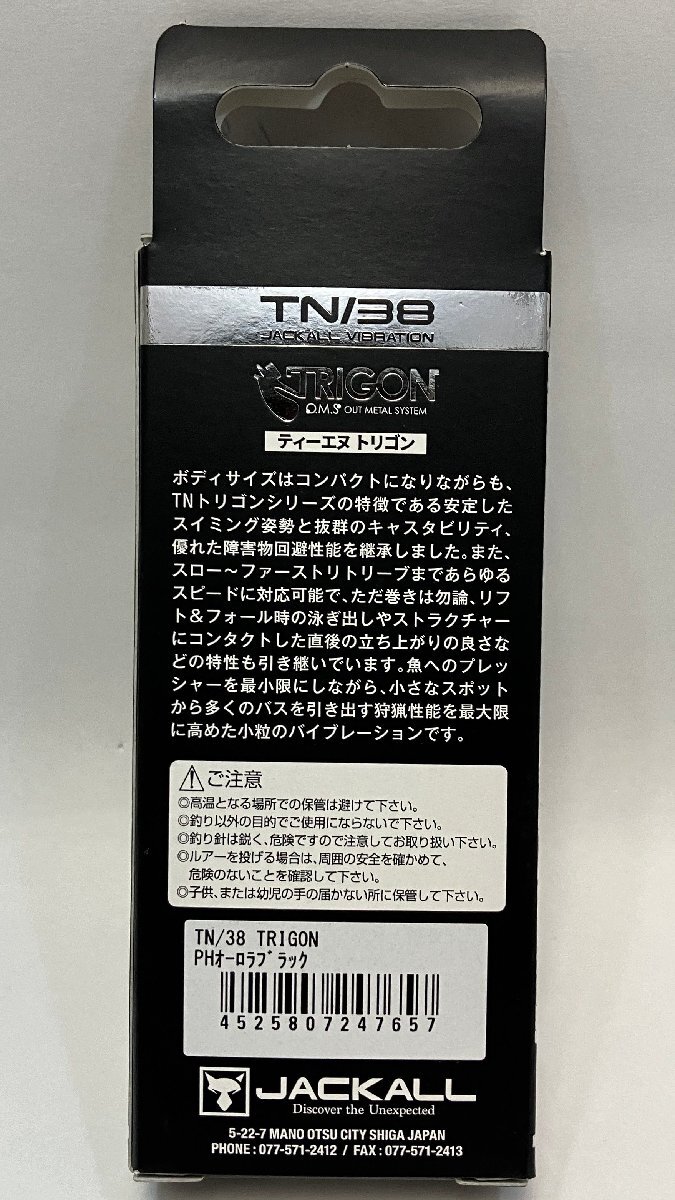 TN/38
JACKALL VIBRATION
TRIGON
O.M.S OUT METAL SYSTEM
ティーエヌ トリゴン
ボディサイズはコンパクトになりながらも、
TNトリゴンシリーズの特徴である安定した
スイミング姿勢と抜群のキャスタビリティ、
優れた障害物回避性能を継承しました。また、
スロー〜ファーストリトリーブまであらゆる
スピードに対応可能で、ただ巻きは勿論、リフ
ト&フォール時の泳ぎ出しやストラクチャー
にコンタクトした直後の立ち上がりの良さな
どの特性も引き継いでいます。魚へのプレッ
シャーを最小限にしながら、小さなスポット
から多くのバスを引き出す狩猟性能を最大限
に高めた小粒のバイブレーションです。
ご注意
◎高温となる場所での保管は避けて下さい。
◎釣り以外の目的でご使用にならないで下さい。
◎釣り針は鋭く、危険ですので注意してお取り扱い下さい。
◎ルアーを投げる場合は、周囲の安全を確かめて、
危険のないことを確認して下さい。
◎子供、または幼児の手の届かない所に保管して下さい。
TN/38 TRIGON
PHｵｰﾛﾗﾌﾞﾗｯｸ
4525807247657
JACKALL
Discover the Unexpected
5-22-7 MANO OTSU CITY SHIGA JAPAN
PHONE : 077-571-2412 / FAX : 077-571-2413